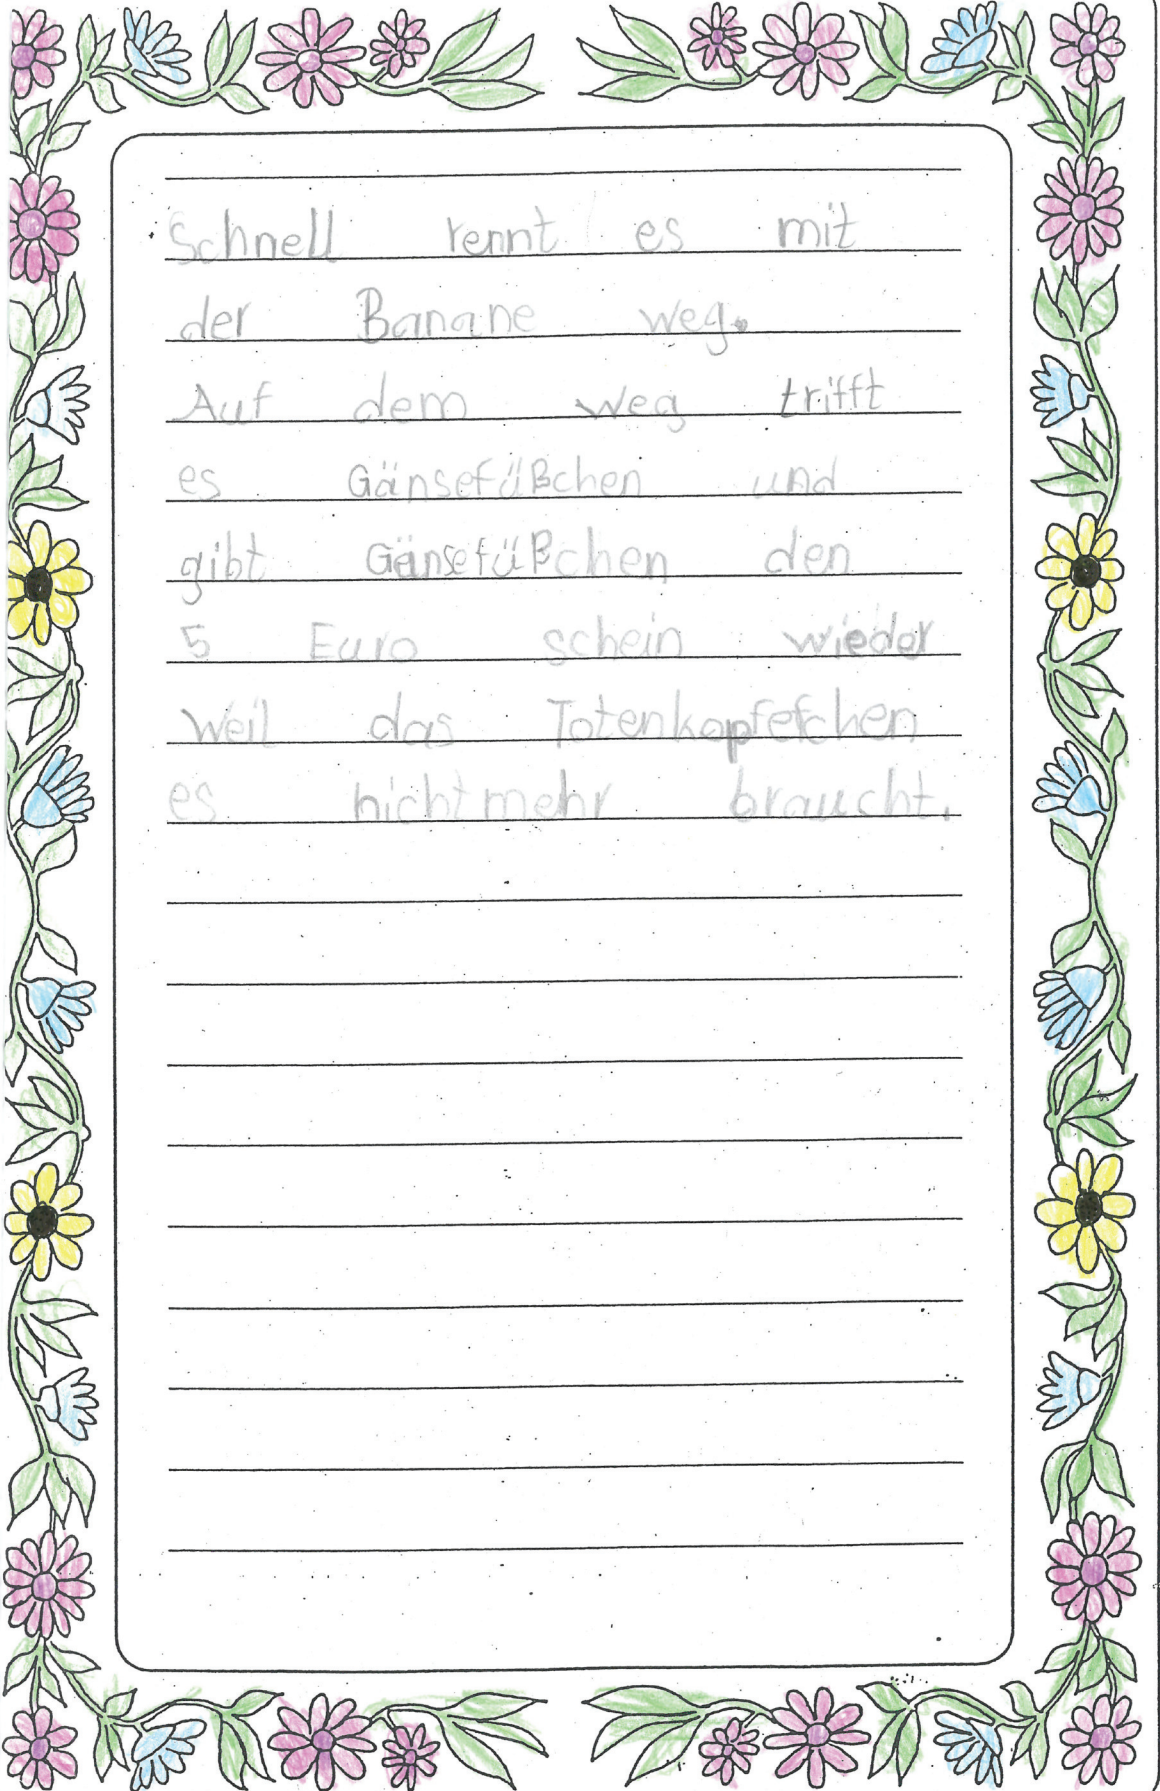 Schnell rennt es mit
der Banane weg.
Auf dem weg trifft
es Gänsefüßchen und
gibt Gänsefüßchen den
5 Euro schein wieder
weil das Totenkopfefchen
es nichtmehr braucht.